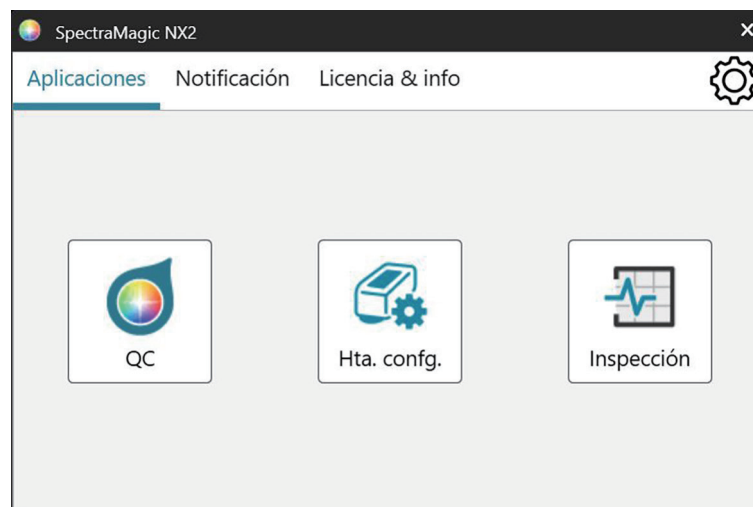 SpectraMagic NX2
Aplicaciones Notificación Licencia & info
QC Hta. confg. Inspección